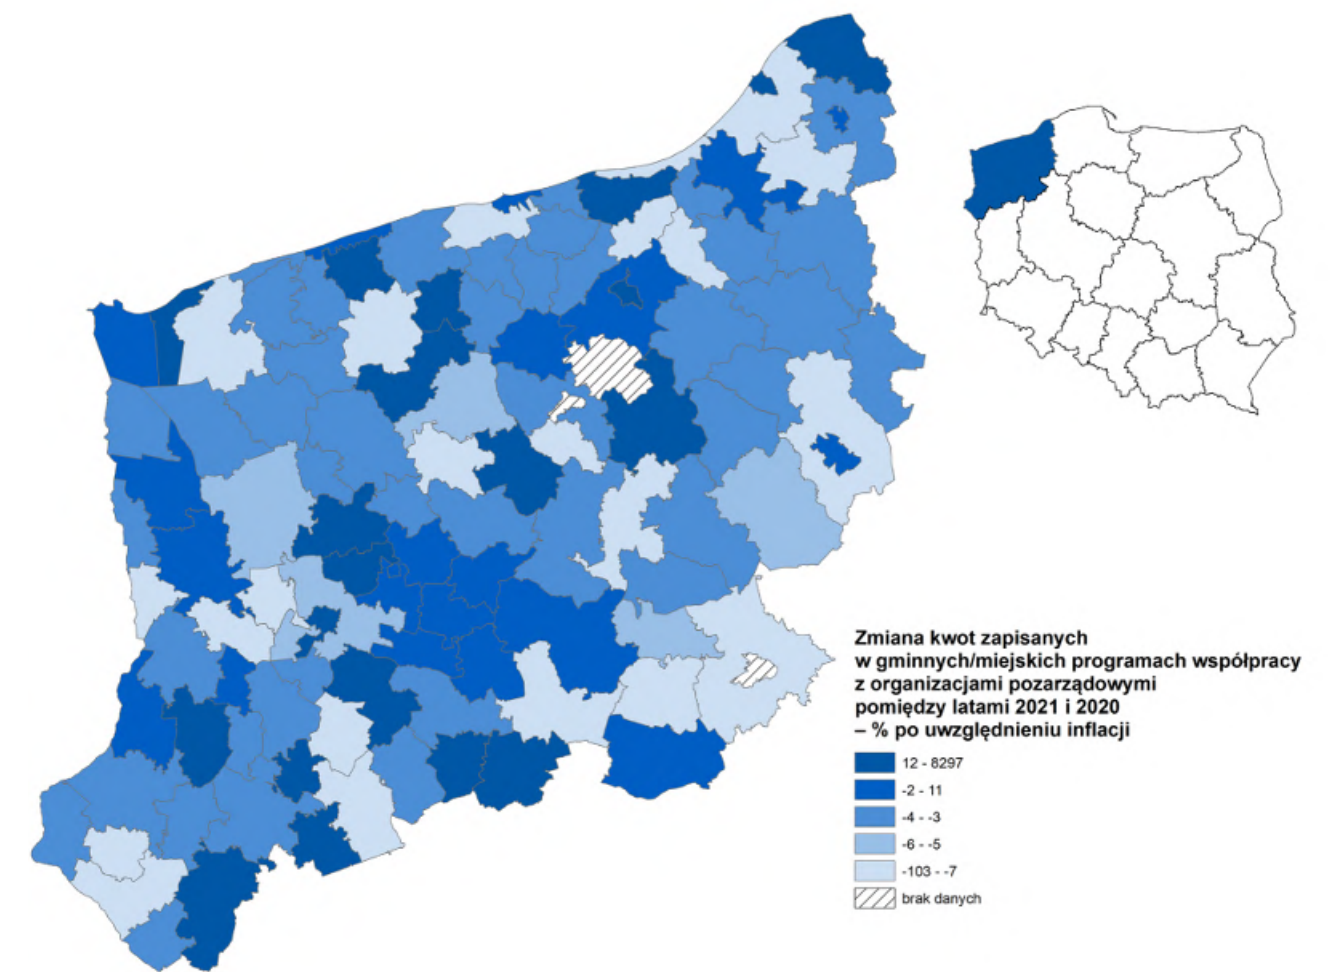 Zmiana kwot zapisanych
w gminnych/miejskich programach współpracy
z organizacjami pozarządowymi
pomiędzy latami 2021 i 2020
– % po uwzględnieniu inflacji
12 - 8297
-2 - 11
-4 - -3
-6 - -5
-103 - -7
brak danych